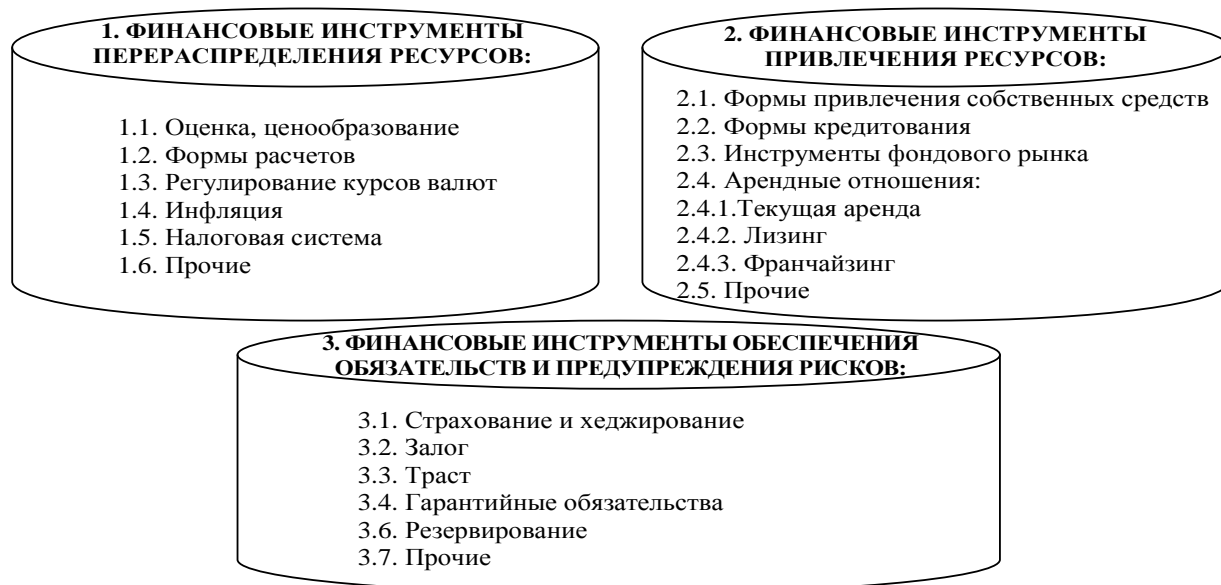 1. ФИНАНСОВЫЕ ИНСТРУМЕНТЫ
ПЕРЕРАСПРЕДЕЛЕНИЯ РЕСУРСОВ:
1.1. Оценка, ценообразование
1.2. Формы расчетов
1.3. Регулирование курсов валют
1.4. Инфляция
1.5. Налоговая система
1.6. Прочие
2. ФИНАНСОВЫЕ ИНСТРУМЕНТЫ
ПРИВЛЕЧЕНИЯ РЕСУРСОВ:
2.1. Формы привлечения собственных средств
2.2. Формы кредитования
2.3. Инструменты фондового рынка
2.4. Арендные отношения:
2.4.1.Текущая аренда
2.4.2. Лизинг
2.4.3. Франчайзинг
2.5. Прочие
3. ФИНАНСОВЫЕ ИНСТРУМЕНТЫ ОБЕСПЕЧЕНИЯ
ОБЯЗАТЕЛЬСТВ И ПРЕДУПРЕЖДЕНИЯ РИСКОВ:
3.1. Страхование и хеджирование
3.2. Залог
3.3. Траст
3.4. Гарантийные обязательства
3.6. Резервирование
3.7. Прочие